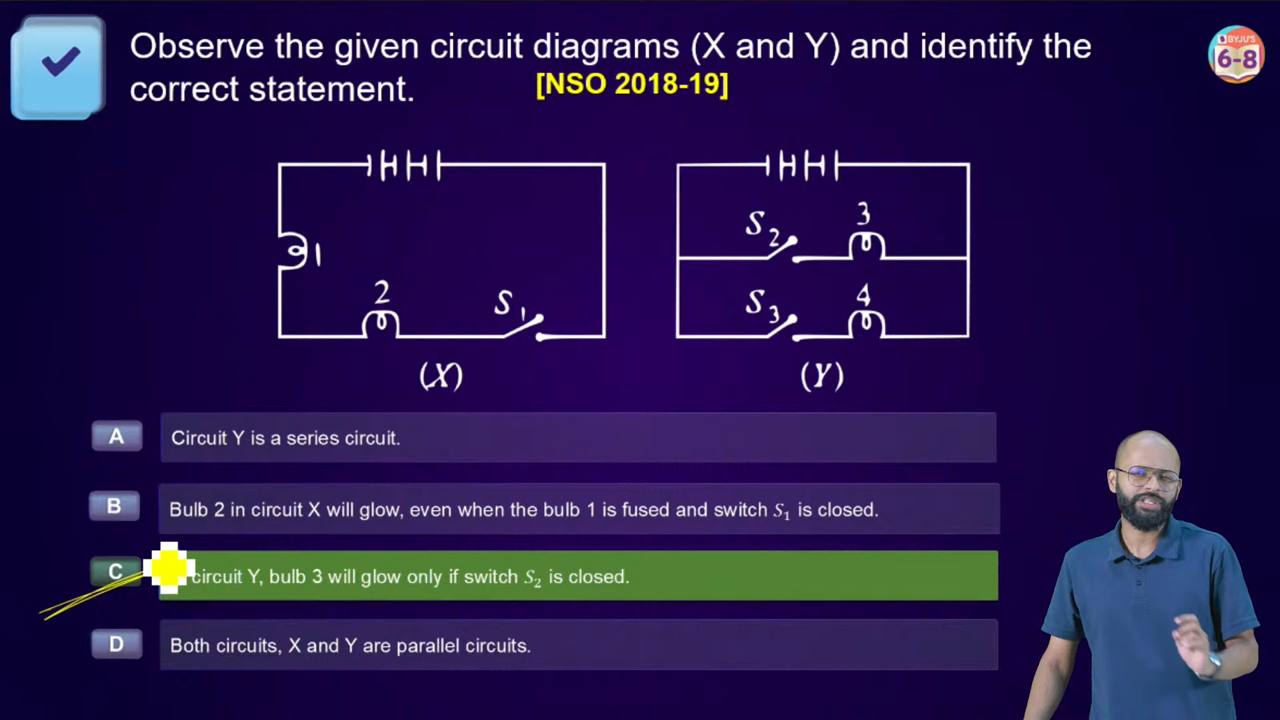 Observe the given circuit diagrams (X and Y) and identify the
correct statement.
[NSO 2018-19]
BYJU'S
6-8
1
2
S₁
(X)
S₂
3
S₃
4
(Y)
A
Circuit Y is a series circuit.
B
Bulb 2 in circuit X will glow, even when the bulb 1 is fused and switch S₁ is closed.
C
circuit Y, bulb 3 will glow only if switch S₂ is closed.
D
Both circuits, X and Y are parallel circuits.